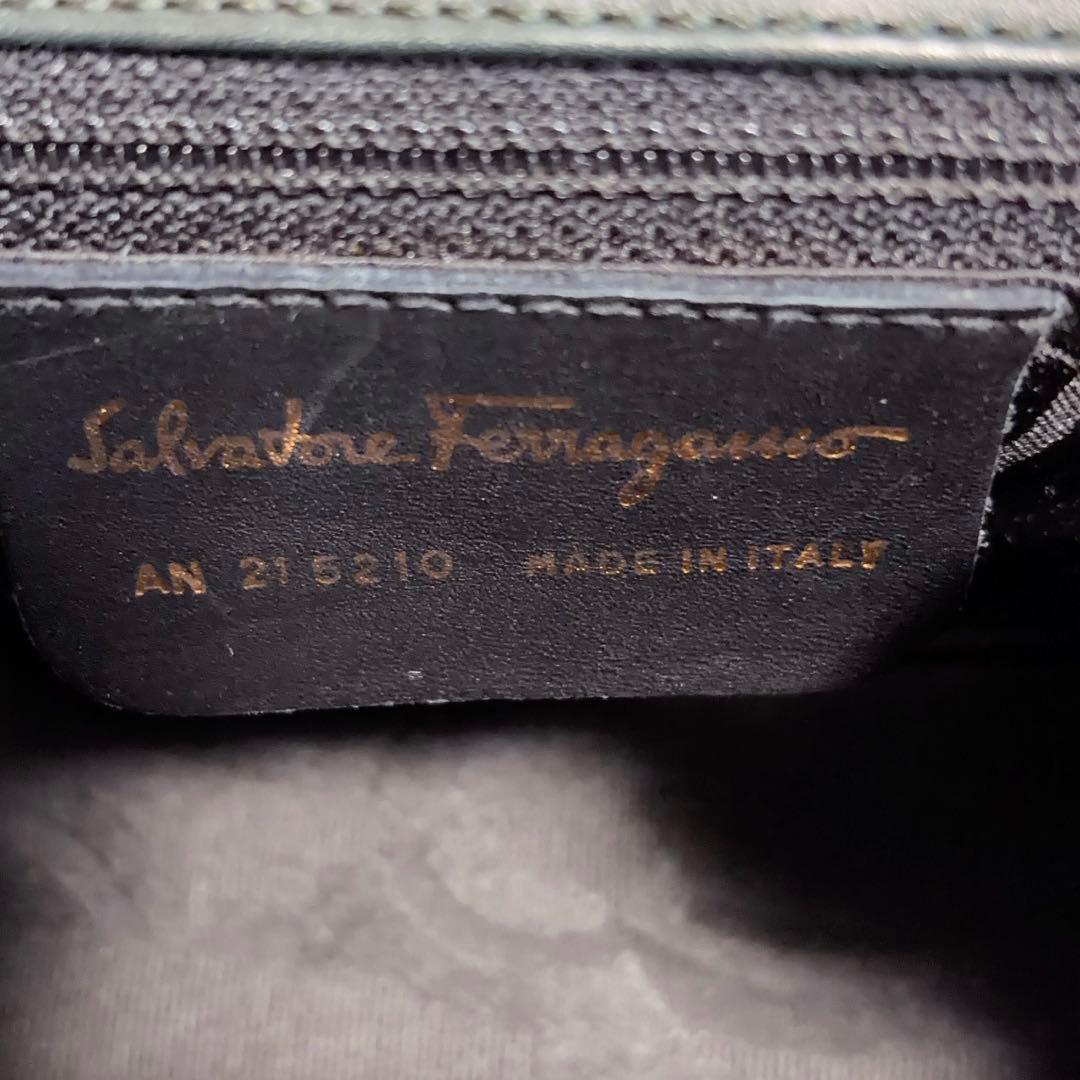 Salvatore Ferragamo
AN 21 5210 MADE IN ITALY